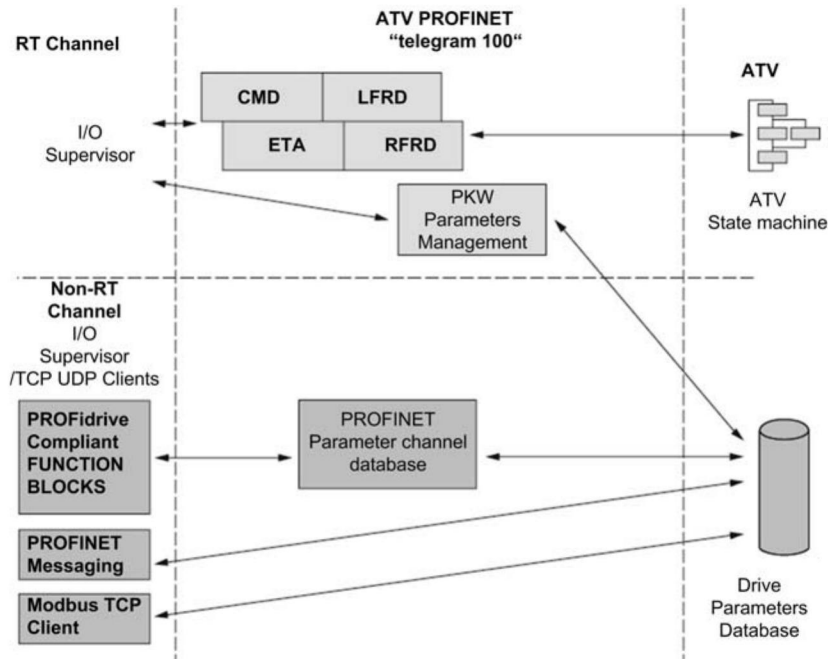 RT Channel
ATV PROFINET
“telegram 100“
ATV
CMD
LFRD
ETA
RFRD
I/O
Supervisor
PKW
Parameters
Management
ATV
State machine
Non-RT
Channel
I/O
Supervisor
/TCP UDP Clients
PROFidrive
Compliant
FUNCTION
BLOCKS
PROFINET
Parameter channel
database
PROFINET
Messaging
Modbus TCP
Client
Drive
Parameters
Database